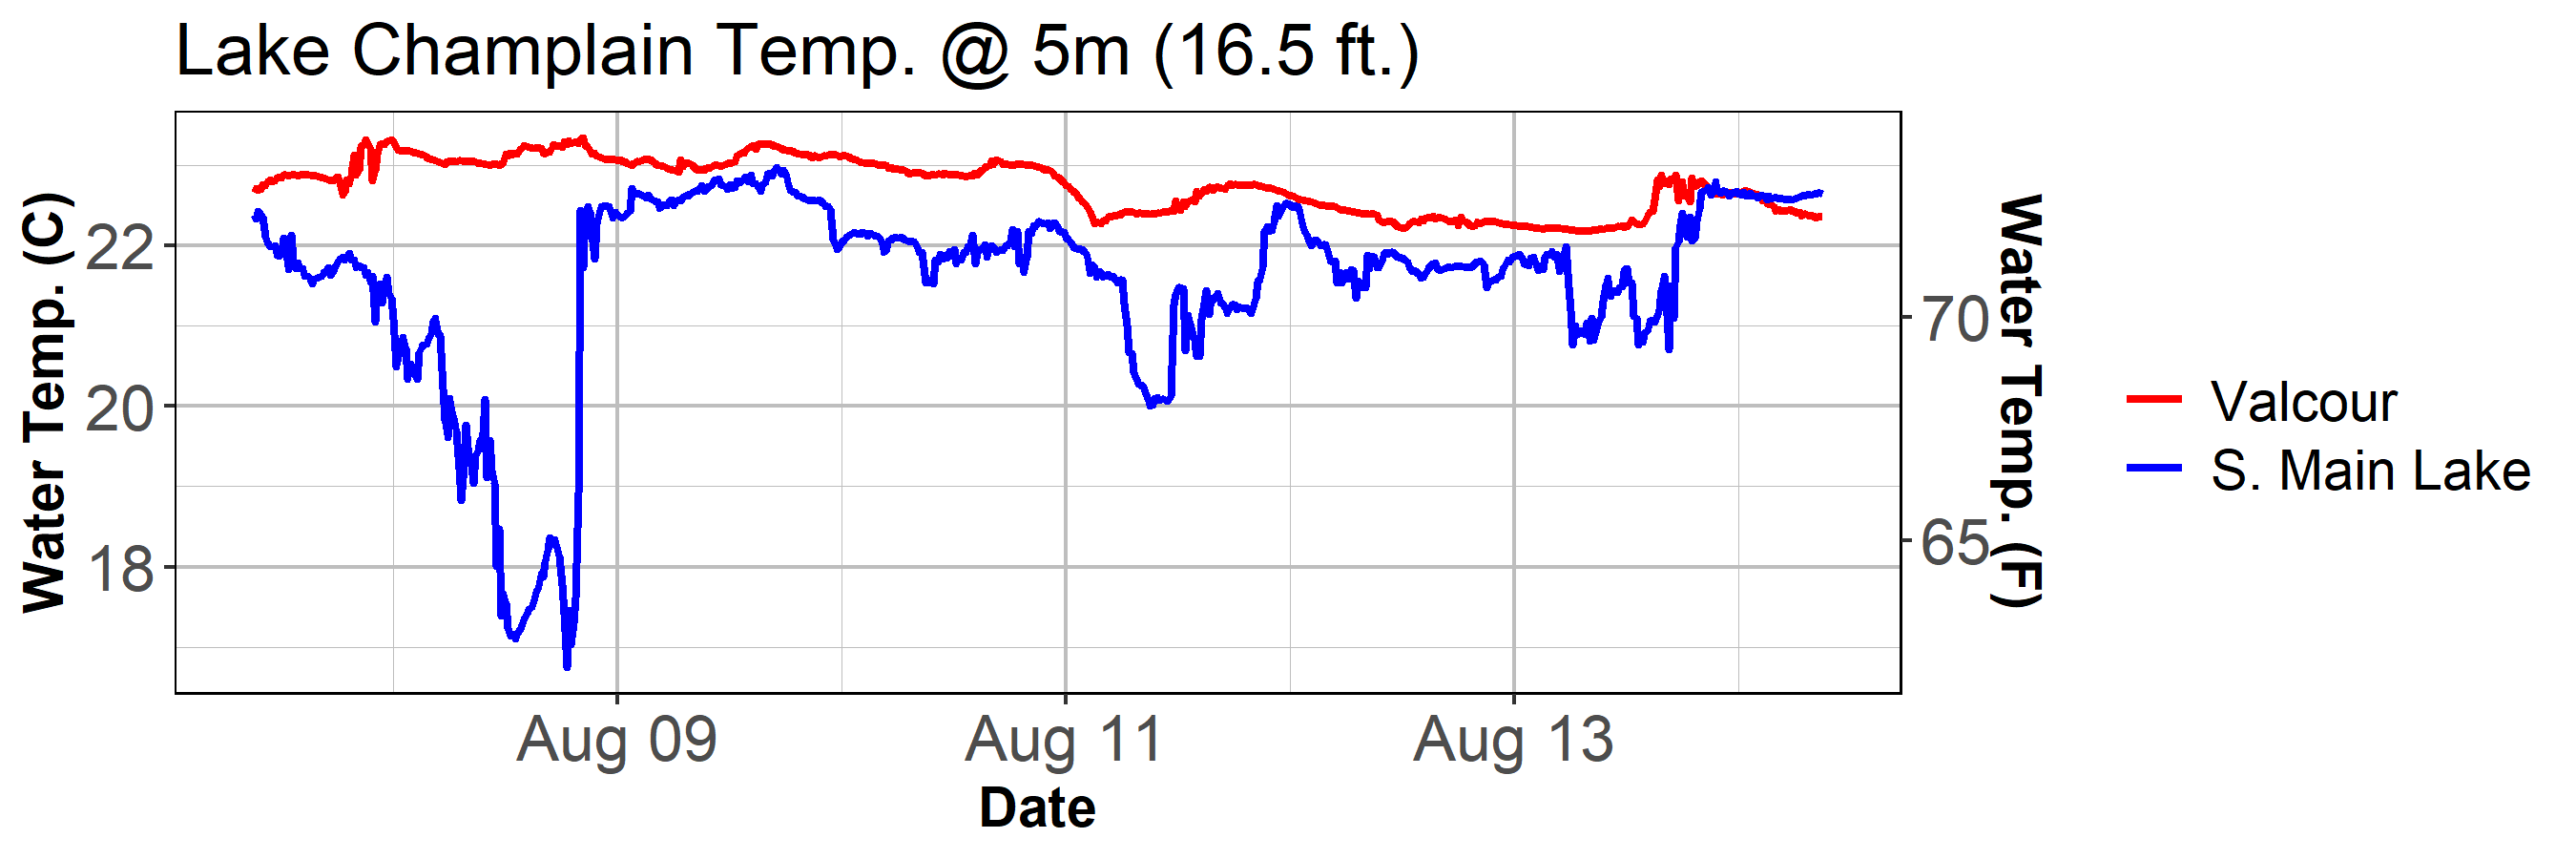 Lake Champlain Temp. @ 5m (16.5 ft.)
Water Temp. (C)
22
20
18
70
65
Water Temp. (F)
Valcour
S. Main Lake
Aug 09
Aug 11
Aug 13
Date